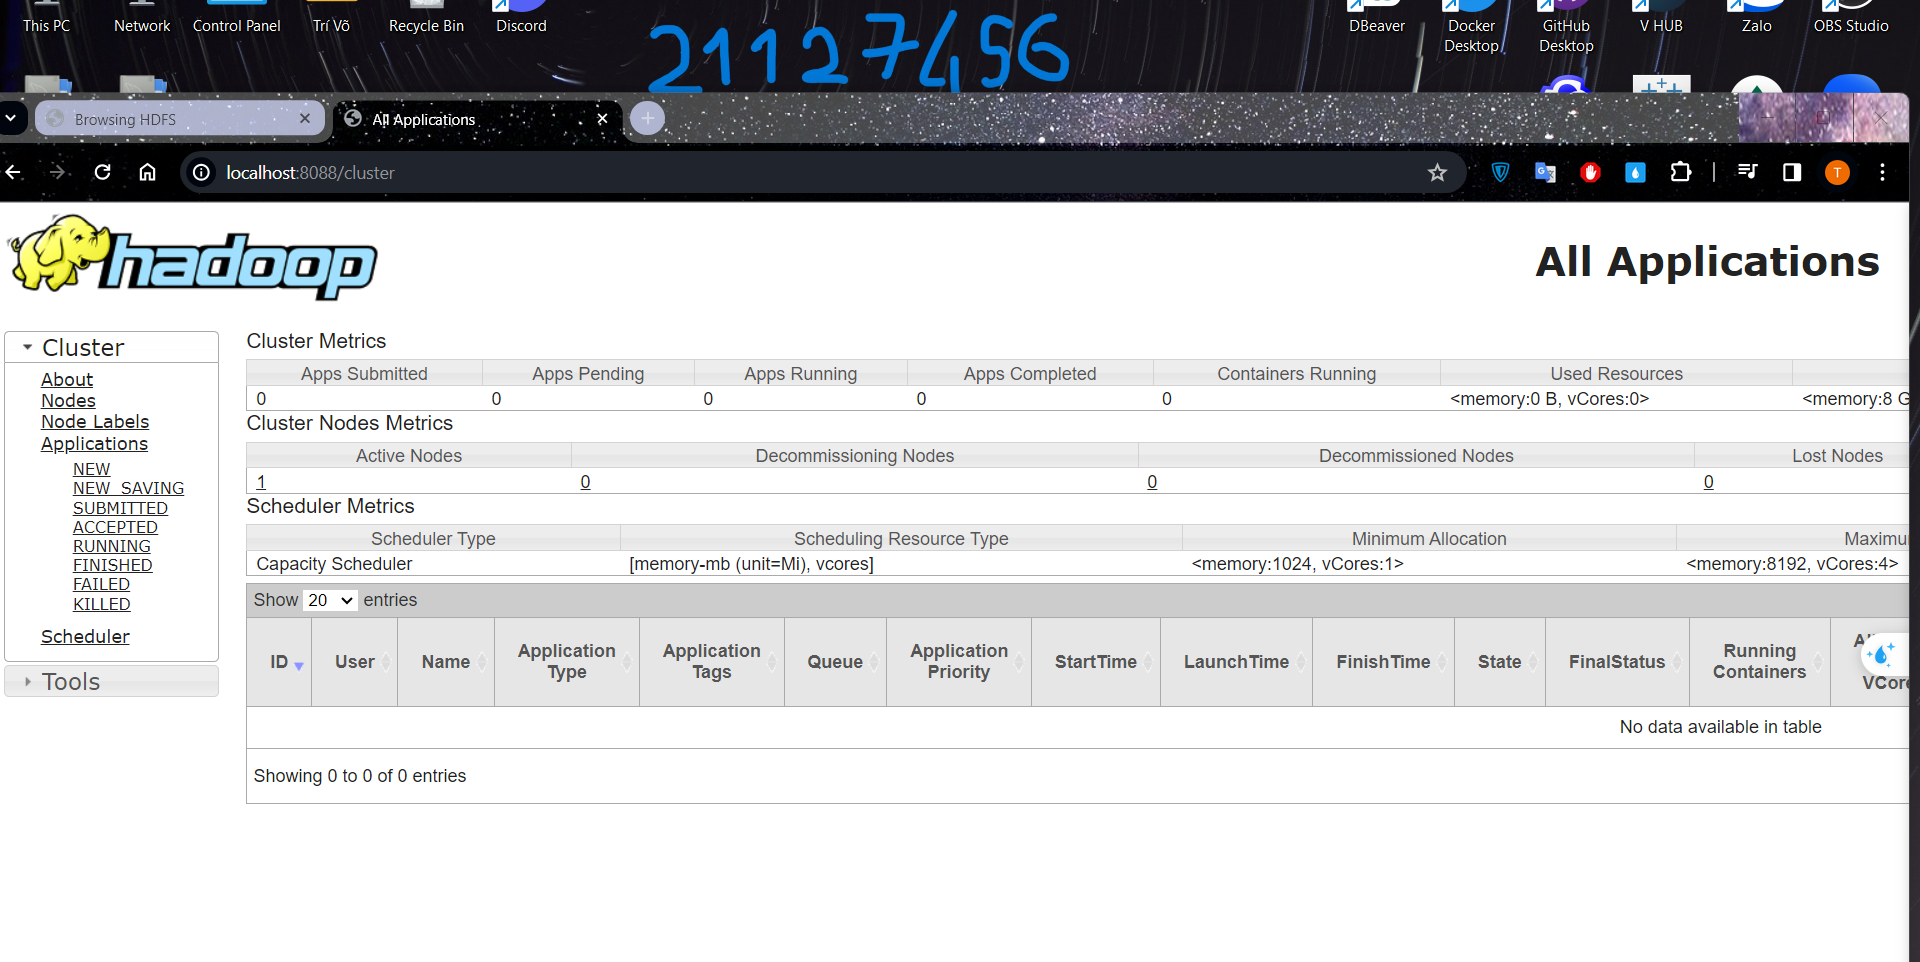 This PC Network Control Panel Trí Võ Recycle Bin Discord
21127456
DBeaver Docker Desktop GitHub Desktop V HUB Zalo OBS Studio
Browsing HDFS
All Applications
localhost:8088/cluster
T
hadoop
All Applications
Cluster
About
Nodes
Node Labels
Applications
NEW
NEW_SAVING
SUBMITTED
ACCEPTED
RUNNING
FINISHED
FAILED
KILLED
Scheduler
Tools
Cluster Metrics
Apps Submitted Apps Pending Apps Running Apps Completed Containers Running Used Resources
0 0 0 0 0 <memory:0 B, vCores:0> <memory:8 G
Cluster Nodes Metrics
Active Nodes Decommissioning Nodes Decommissioned Nodes Lost Nodes
1 0 0 0
Scheduler Metrics
Scheduler Type Scheduling Resource Type Minimum Allocation Maximu
Capacity Scheduler [memory-mb (unit=Mi), vcores] <memory:1024, vCores:1> <memory:8192, vCores:4>
Show 20 entries
ID User Name Application Type Application Tags Queue Application Priority StartTime LaunchTime FinishTime State FinalStatus Running Containers
VCore
No data available in table
Showing 0 to 0 of 0 entries